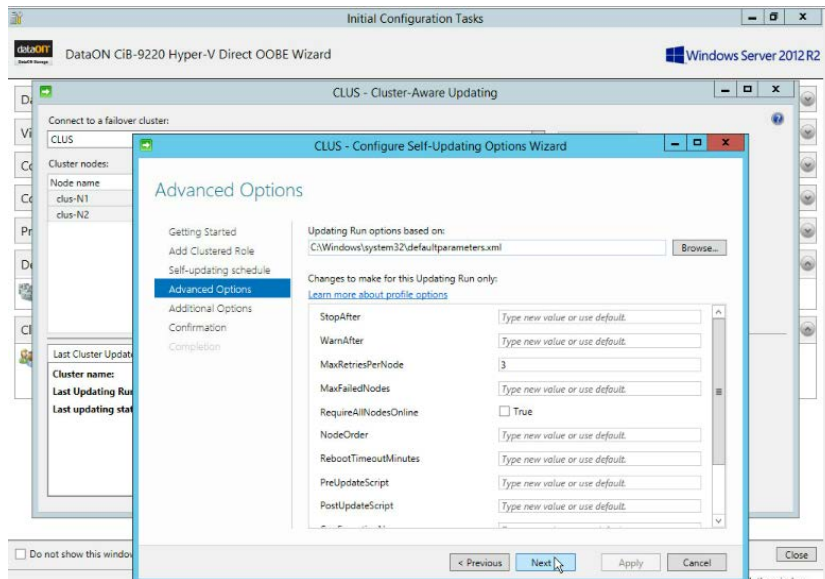 Initial Configuration Tasks
dataON
DataON CiB-9220 Hyper-V Direct OOBE Wizard
Windows Server 2012 R2
CLUS - Cluster-Aware Updating
Connect to a failover cluster:
CLUS
Cluster nodes:
Node name
clus-N1
clus-N2
Last Cluster Updat
Cluster name:
Last Updating Ru
Last updating stat
CLUS - Configure Self-Updating Options Wizard
Advanced Options
Getting Started
Add Clustered Role
Self-updating schedule
Advanced Options
Additional Options
Confirmation
Completion
Updating Run options based on:
C:\Windows\system32\defaultparameters.xml
Browse...
Changes to make for this Updating Run only:
Learn more about profile options
StopAfter Type new value or use default.
WarnAfter Type new value or use default.
MaxRetriesPerNode 3
MaxFailedNodes Type new value or use default.
RequireAllNodesOnline True
NodeOrder Type new value or use default.
RebootTimeoutMinutes Type new value or use default.
PreUpdateScript Type new value or use default.
PostUpdateScript Type new value or use default.
< Previous Next Apply Cancel
Do not show this window
Close